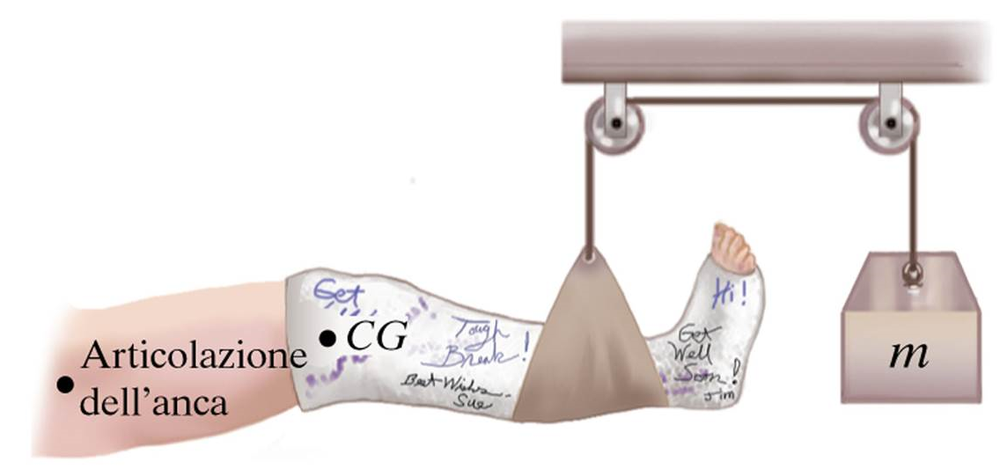 Get
CG
Hi!
Tough
Break!
Get
Well
Soon!
Jim
Articolazione
dell'anca
Best Wishes
Sue
m